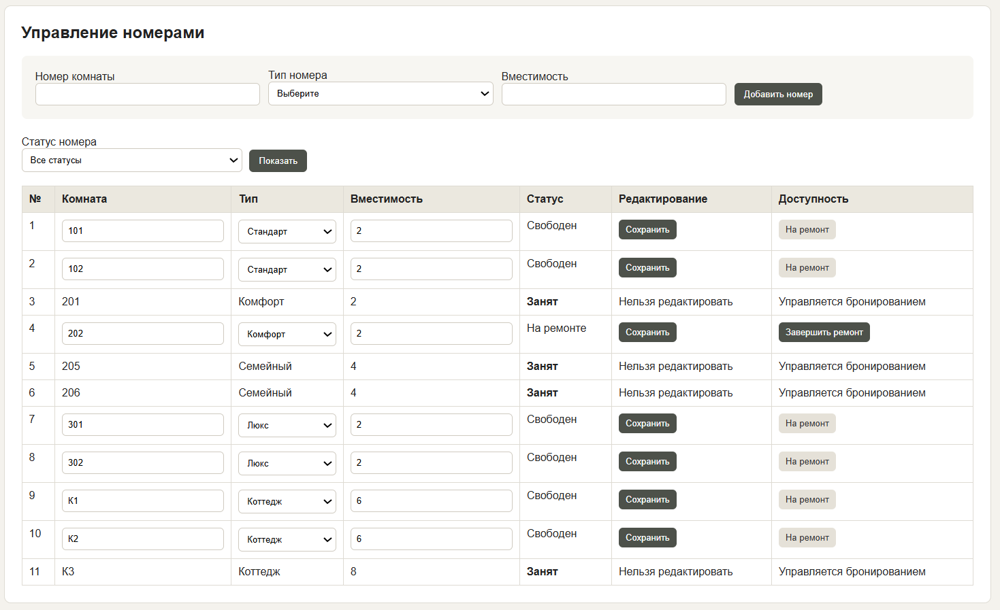 Управление номерами
Номер комнаты Тип номера Вместимость
Выберите Добавить номер
Статус номера
Все статусы Показать
№ Комната Тип Вместимость Статус Редактирование Доступность
1 101 Стандарт 2 Свободен Сохранить На ремонт
2 102 Стандарт 2 Свободен Сохранить На ремонт
3 201 Комфорт 2 Занят Нельзя редактировать Управляется бронированием
4 202 Комфорт 2 На ремонте Сохранить Завершить ремонт
5 205 Семейный 4 Занят Нельзя редактировать Управляется бронированием
6 206 Семейный 4 Занят Нельзя редактировать Управляется бронированием
7 301 Люкс 2 Свободен Сохранить На ремонт
8 302 Люкс 2 Свободен Сохранить На ремонт
9 К1 Коттедж 6 Свободен Сохранить На ремонт
10 К2 Коттедж 6 Свободен Сохранить На ремонт
11 К3 Коттедж 8 Занят Нельзя редактировать Управляется бронированием